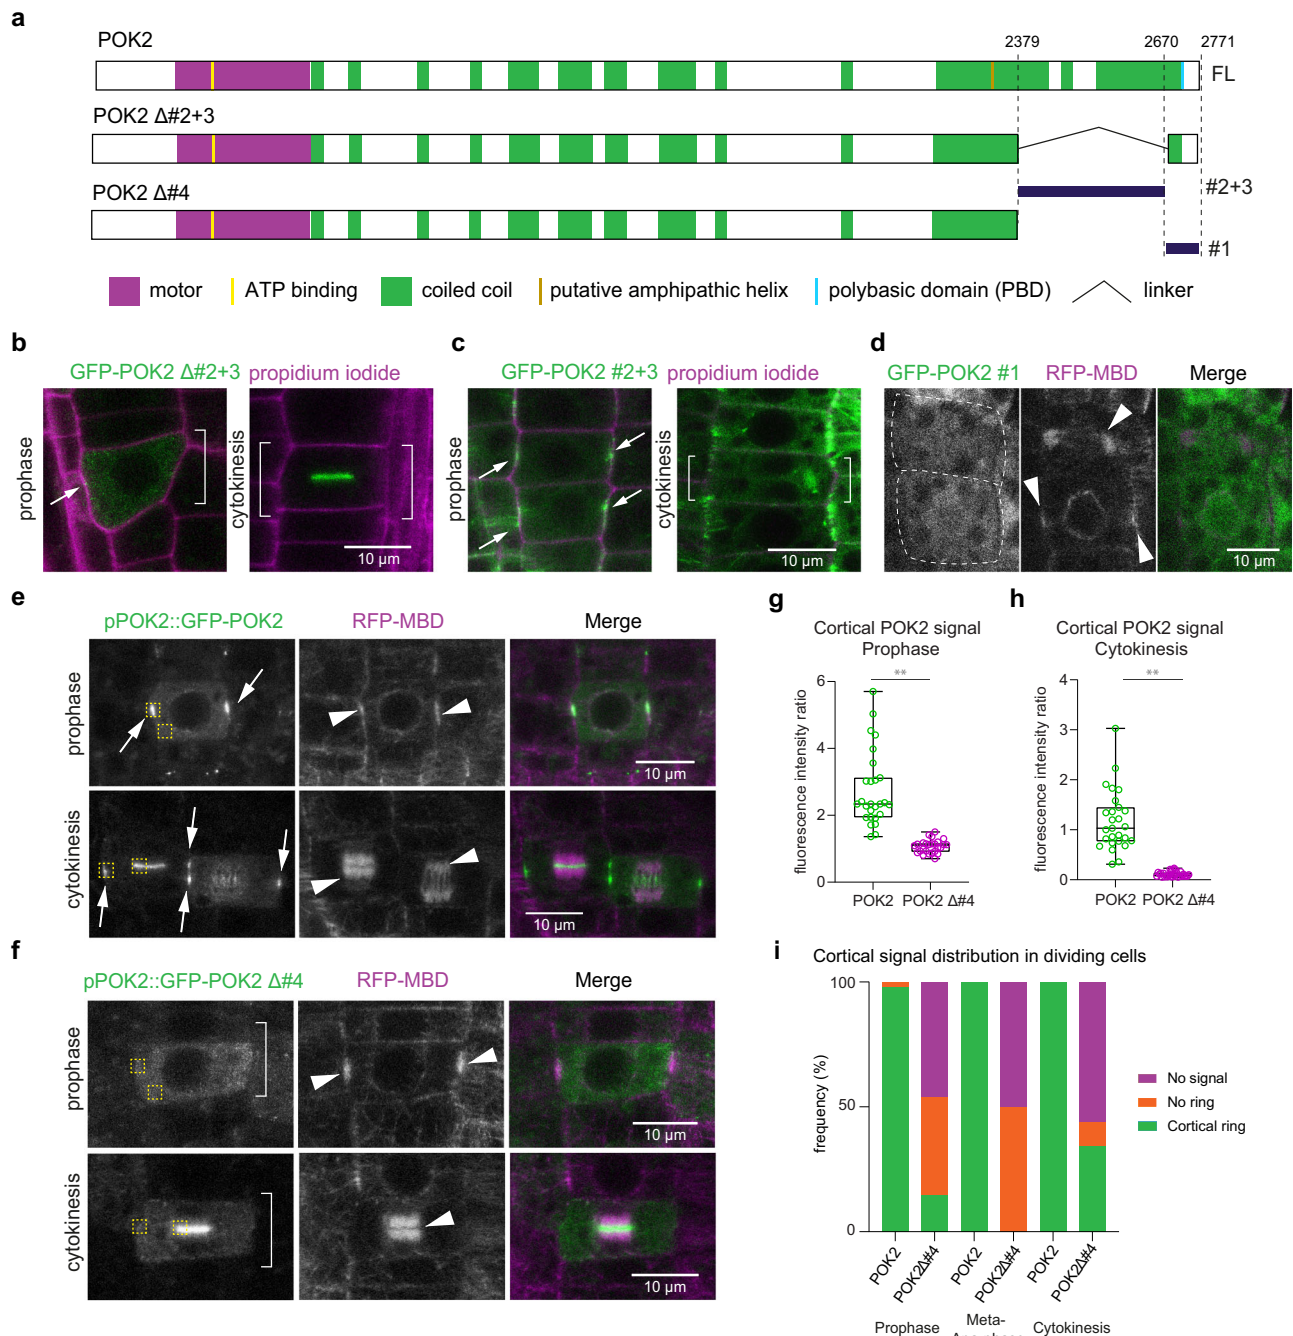 a
POK2
2379 2670 2771
FL
POK2 Δ#2+3
#2+3
POK2 Δ#4
#1
motor ATP binding coiled coil putative amphipathic helix polybasic domain (PBD) linker
b
GFP-POK2 Δ#2+3 propidium iodide
prophase
cytokinesis
10 µm
c
GFP-POK2 #2+3 propidium iodide
prophase
cytokinesis
10 µm
d
GFP-POK2 #1 RFP-MBD Merge
10 µm
e
pPOK2::GFP-POK2 RFP-MBD Merge
prophase
10 µm
cytokinesis
10 µm
f
pPOK2::GFP-POK2 Δ#4 RFP-MBD Merge
prophase
10 µm
cytokinesis
10 µm
g
Cortical POK2 signal
Prophase
fluorescence intensity ratio
6
4
2
0
**
POK2 POK2 Δ#4
h
Cortical POK2 signal
Cytokinesis
fluorescence intensity ratio
4
3
2
1
0
**
POK2 POK2 Δ#4
i
Cortical signal distribution in dividing cells
frequency (%)
100
50
0
No signal
No ring
Cortical ring
POK2 POK2Δ#4 POK2 POK2Δ#4 POK2 POK2Δ#4
Prophase Meta- Cytokinesis